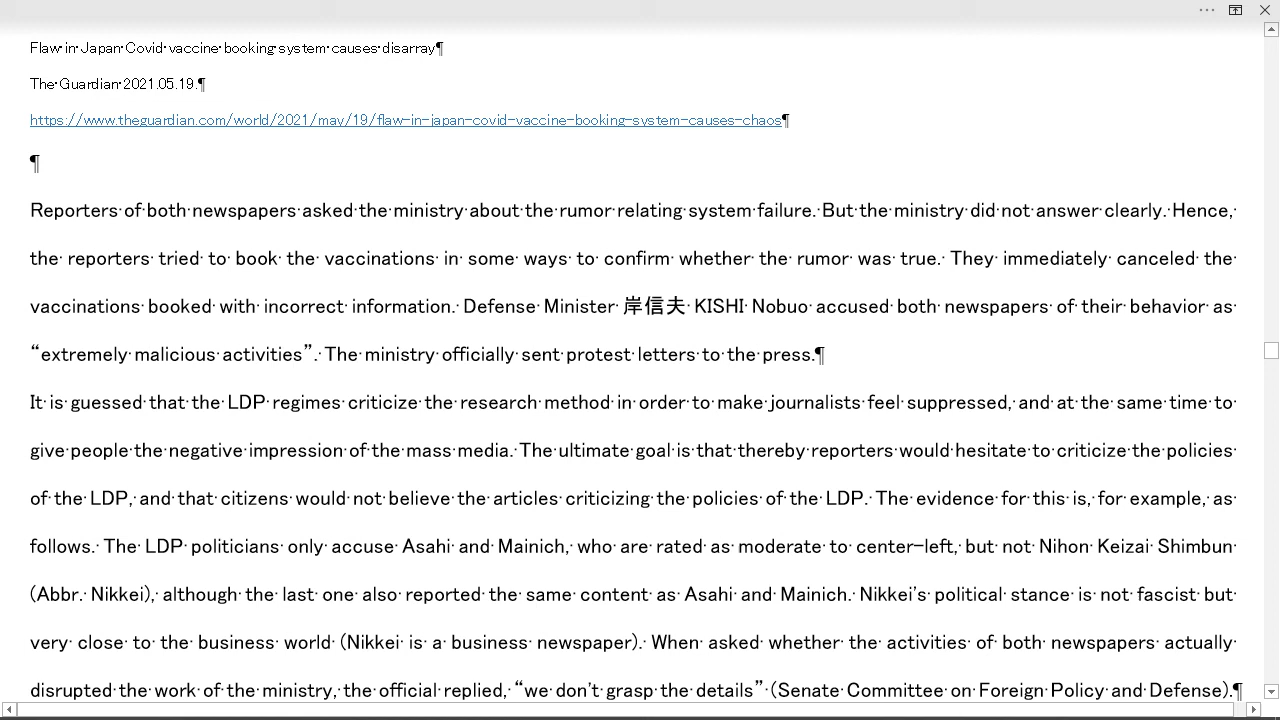 Flaw in Japan Covid vaccine booking system causes disarray¶
The Guardian 2021.05.19.¶
https://www.theguardian.com/world/2021/may/19/flaw-in-japan-covid-vaccine-booking-system-causes-chaos¶
¶
Reporters of both newspapers asked the ministry about the rumor relating system failure. But the ministry did not answer clearly. Hence,
the reporters tried to book the vaccinations in some ways to confirm whether the rumor was true. They immediately canceled the
vaccinations booked with incorrect information. Defense Minister 岸信夫 KISHI Nobuo accused both newspapers of their behavior as
“extremely malicious activities”. The ministry officially sent protest letters to the press.¶
It is guessed that the LDP regimes criticize the research method in order to make journalists feel suppressed, and at the same time to
give people the negative impression of the mass media. The ultimate goal is that thereby reporters would hesitate to criticize the policies
of the LDP, and that citizens would not believe the articles criticizing the policies of the LDP. The evidence for this is, for example, as
follows. The LDP politicians only accuse Asahi and Mainich, who are rated as moderate to center-left, but not Nihon Keizai Shimbun
(Abbr. Nikkei), although the last one also reported the same content as Asahi and Mainich. Nikkei’s political stance is not fascist but
very close to the business world (Nikkei is a business newspaper). When asked whether the activities of both newspapers actually
disrupted the work of the ministry, the official replied, “we don’t grasp the details” (Senate Committee on Foreign Policy and Defense).¶